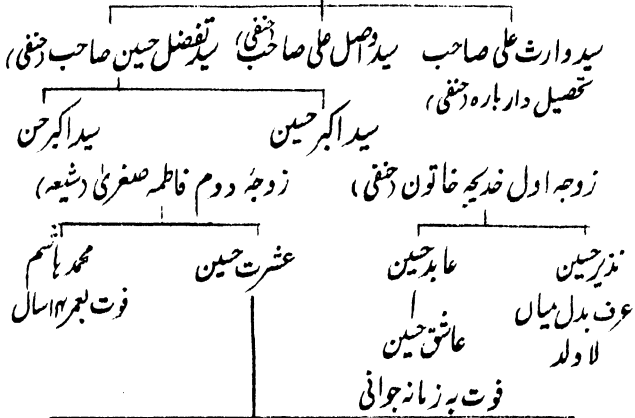 سید وارث علی صاحب سید واصل علی صاحب (حنفی) سید تفضل حسین صاحب (حنفی)
تحصیل دار بارہ (حنفی)
سید اکبر حسین سید اکبر حسن
زوجہ اول خدیجہ خاتون (حنفی) زوجۂ دوم فاطمہ صغریٰ (شیعہ)
نذیر حسین عابد حسین عشرت حسین محمد ہاشم
عرف بدل میاں فوت بعمر ۱۴ سال
لا ولد عاشق حسین
فوت بہ زمانہ جوانی